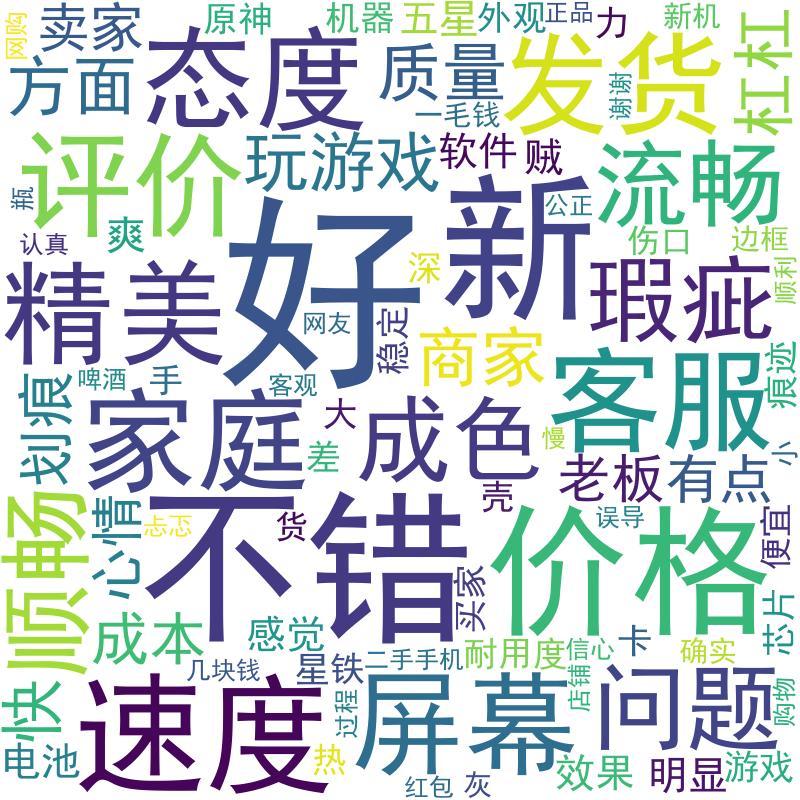 网购
卖家
原神
机器
五星
外观
正品
力
新机
杠杠
方面
态度
质量
一毛钱
发货
谢谢
评价
玩游戏
软件
贼
流畅
瓶
认真
爽
好
新
公正
伤口
边框
顺利
精美
深
瑕疵
网友
稳定
商家
客服
痕迹
划痕
啤酒
手
客观
家庭
大
差
成色
慢
小
老板
有点
壳
顺畅
心情
忐忑
货
不错
价格
误导
便宜
买家
成本
感觉
芯片
快
几块钱
星铁
二手手机
耐用度
信心
卡
确实
店铺
购物
速度
过程
屏幕
问题
电池
热
红包
灰
效果
明显
游戏